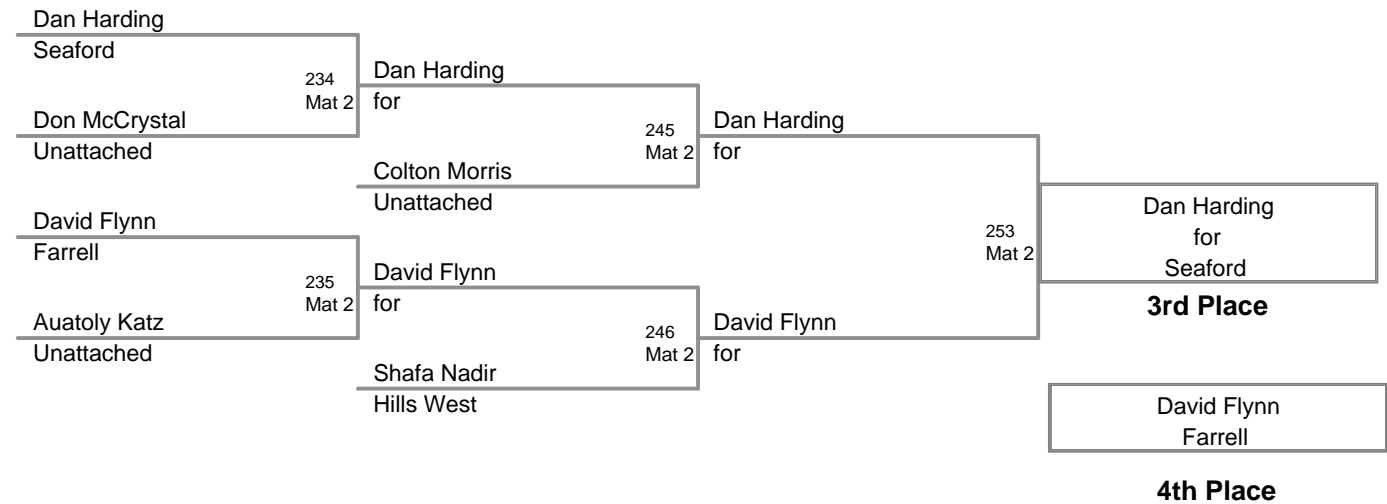 Dan Harding
Seaford
234
Mat 2
Don McCrystal
Unattached
Dan Harding
for
Colton Morris
Unattached
245
Mat 2
Dan Harding
for
David Flynn
Farrell
235
Mat 2
Auatoly Katz
Unattached
David Flynn
for
Shafa Nadir
Hills West
246
Mat 2
David Flynn
for
253
Mat 2
Dan Harding
for
Seaford
3rd Place
David Flynn
Farrell
4th Place